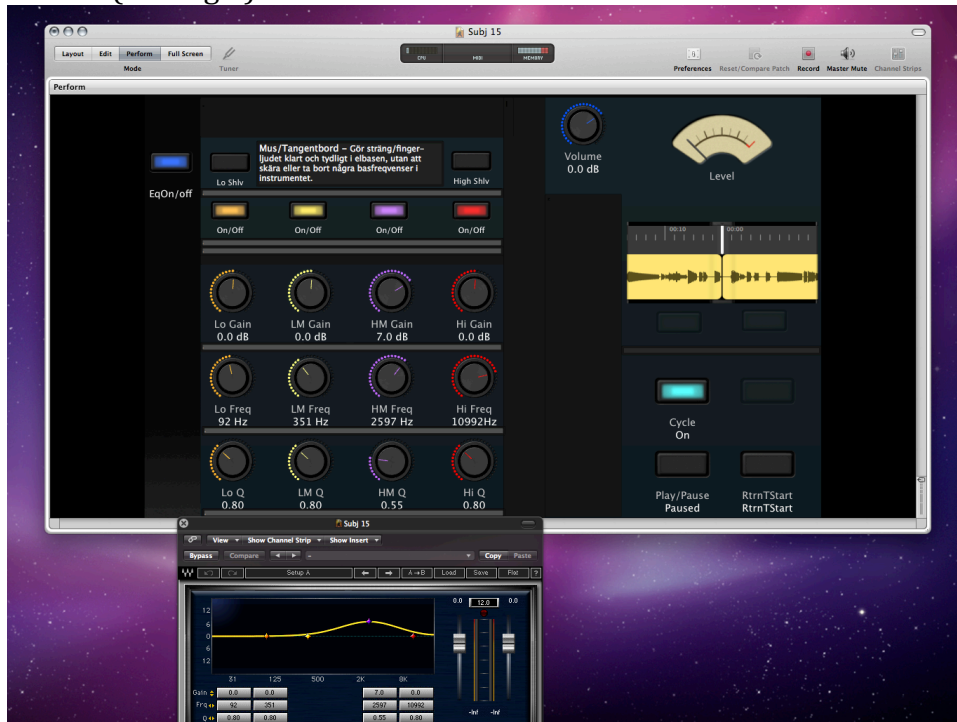 Subj 15
Layout Edit Perform Full Screen
Mode
Tuner
CPU MIDI MEMORY
Preferences Reset/Compare Patch Record Master Mute Channel Strips
Perform
EqOn/off
Lo Shlv
Mus/Tangentbord – Gör sträng/finger-
ljudet klart och tydligt i elbasen, utan att
skära eller ta bort några basfreqvenser i
instrumentet.
High Shlv
Volume
0.0 dB
Level
On/Off On/Off On/Off On/Off
00:10 00:00
Lo Gain LM Gain HM Gain Hi Gain
0.0 dB 0.0 dB 7.0 dB 0.0 dB
Lo Freq LM Freq HM Freq Hi Freq
92 Hz 351 Hz 2597 Hz 10992Hz
Cycle
On
Lo Q LM Q HM Q Hi Q
0.80 0.80 0.55 0.80
Play/Pause RtrnTStart
Paused RtrnTStart
Subj 15
View Show Channel Strip Show Insert
Bypass Compare – Copy Paste
Setup A A→B Load Save Flat ?
0.0 12.0 0.0
12
6
0
6
12
31 125 500 2K 8K
Gain 0.0 0.0 7.0 0.0
Frq 92 351 2597 10992
Q 0.80 0.80 0.55 0.80
-Inf -Inf